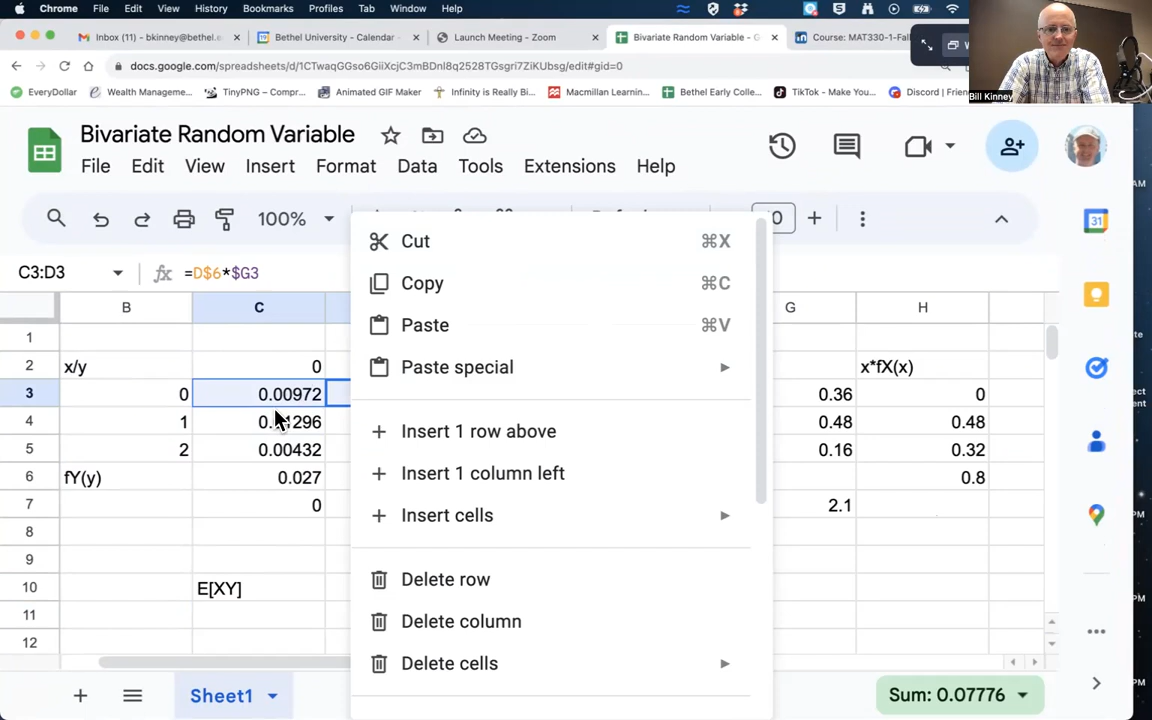 Chrome File Edit View History Bookmarks Profiles Tab Window Help
Inbox (11) - bkinney@bethel.e
Bethel University - Calendar -
Launch Meeting - Zoom
Bivariate Random Variable - G
Course: MAT330-1-Fal
docs.google.com/spreadsheets/d/1CTwaqGGso6GiiXcjC3mBDnl8q2528TGsgri7ZiKUbsg/edit#gid=0
EveryDollar Wealth Manageme... TinyPNG – Compr... Animated GIF Maker Infinity is Really Bi... Macmillan Learning... Bethel Early Colle... TikTok - Make You... Discord | Frien
Bill Kinney
Bivariate Random Variable
File Edit View Insert Format Data Tools Extensions Help
100%
C3:D3 fx =D$6*$G3
B C G H
1
2 x/y 0 x*fX(x)
3 0 0.00972 0.36 0
4 1 0.01296 0.48 0.48
5 2 0.00432 0.16 0.32
6 fY(y) 0.027 0.8
7 0 2.1
8
9
10 E[XY]
11
12
Cut ⌘X
Copy ⌘C
Paste ⌘V
Paste special
Insert 1 row above
Insert 1 column left
Insert cells
Delete row
Delete column
Delete cells
31
Sheet1
Sum: 0.07776